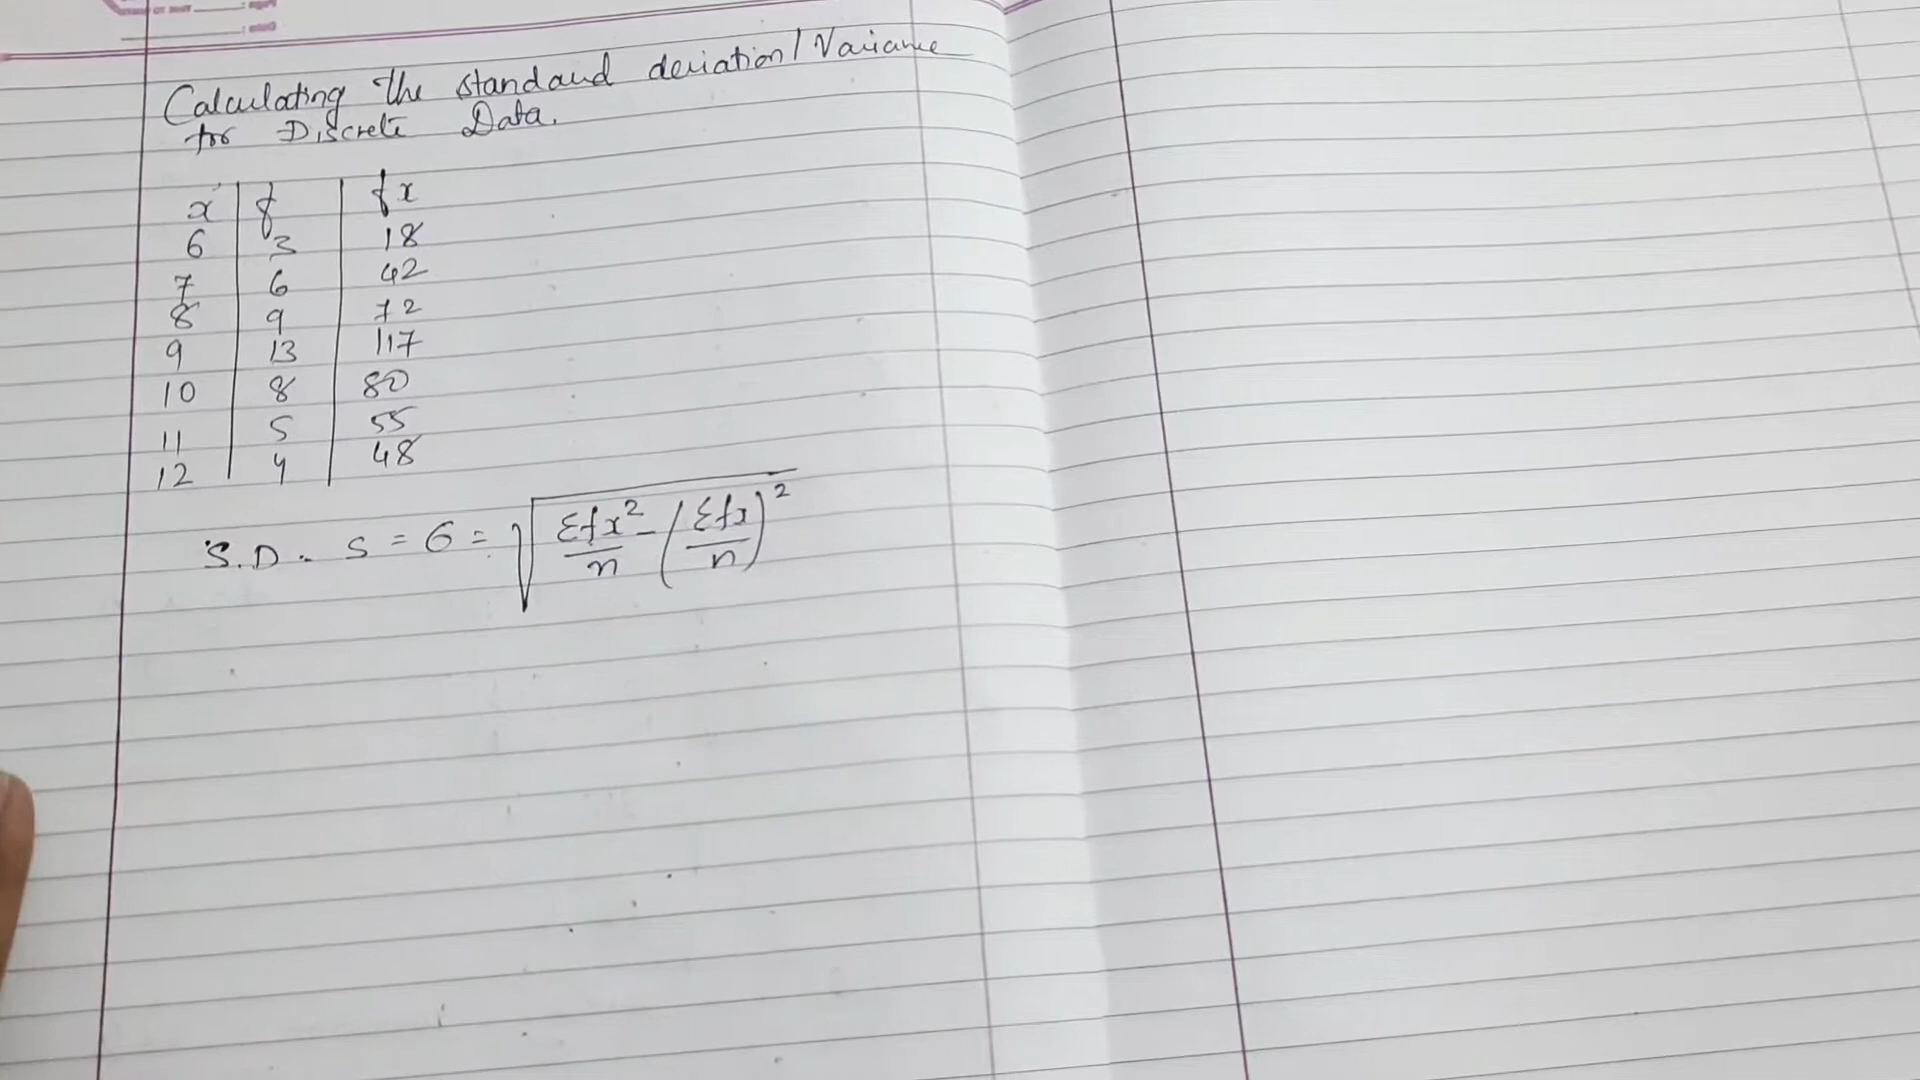 Calculating the standard deviation/Variance
for Discrete Data.
x f fx
6 3 18
7 6 42
8 9 72
9 13 117
10 8 80
11 5 55
12 4 48
S.D. s = σ = √(Σfx²/n - (Σfx/n)²)